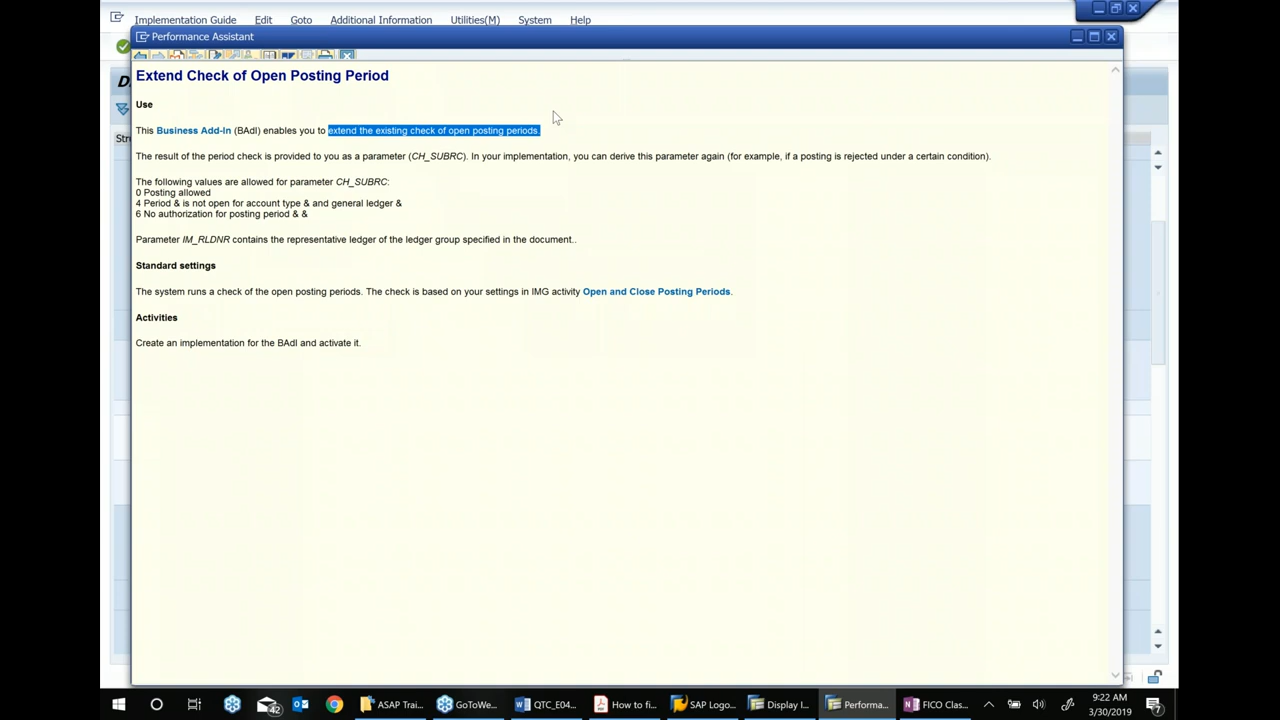 Implementation Guide Edit Goto Additional Information Utilities(M) System Help
Performance Assistant
Extend Check of Open Posting Period
Use
This Business Add-In (BAdI) enables you to extend the existing check of open posting periods.
The result of the period check is provided to you as a parameter (CH_SUBRC). In your implementation, you can derive this parameter again (for example, if a posting is rejected under a certain condition).
The following values are allowed for parameter CH_SUBRC:
0 Posting allowed
4 Period & is not open for account type & and general ledger &
6 No authorization for posting period & &
Parameter IM_RLDNR contains the representative ledger of the ledger group specified in the document..
Standard settings
The system runs a check of the open posting periods. The check is based on your settings in IMG activity Open and Close Posting Periods.
Activities
Create an implementation for the BAdI and activate it.
42 ASAP Trai... GoToWe... QTC_E04... How to fi... SAP Logo... Display I... Performa... FICO Clas... 7
9:22 AM
3/30/2019